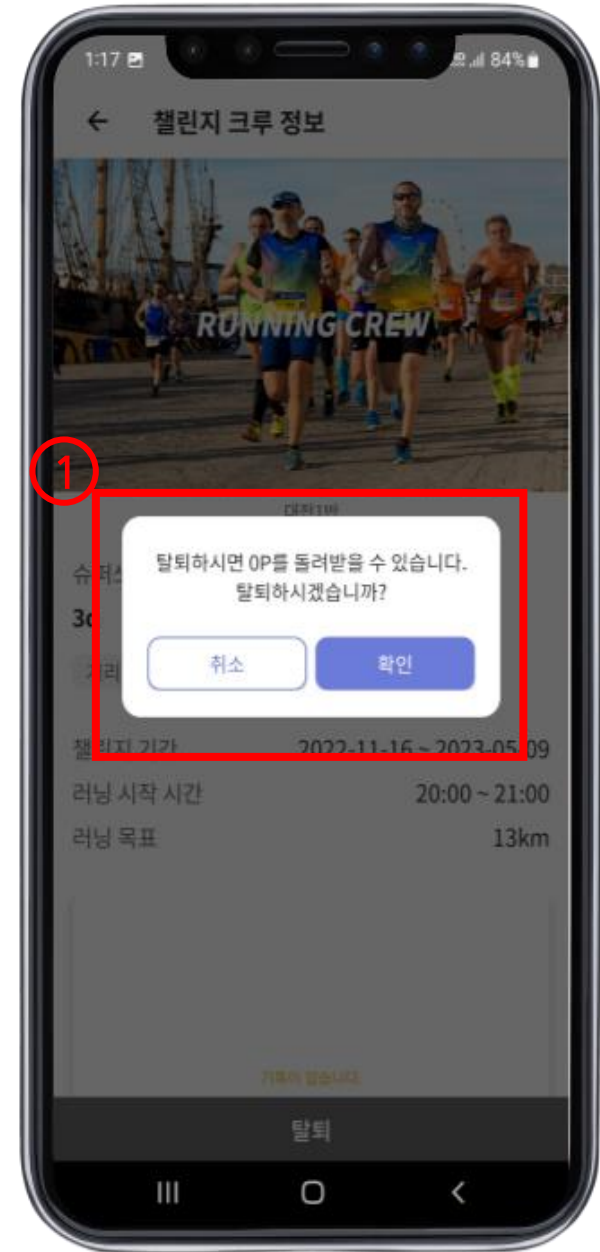 1:17 84%
챌린지 크루 정보
RUNNING CREW
1
대전1반
탈퇴하시면 0P를 돌려받을 수 있습니다.
탈퇴하시겠습니까?
취소 확인
챌린지 기간 2022-11-16 ~ 2023-05-09
러닝 시작 시간 20:00 ~ 21:00
러닝 목표 13km
기록이 없습니다.
탈퇴